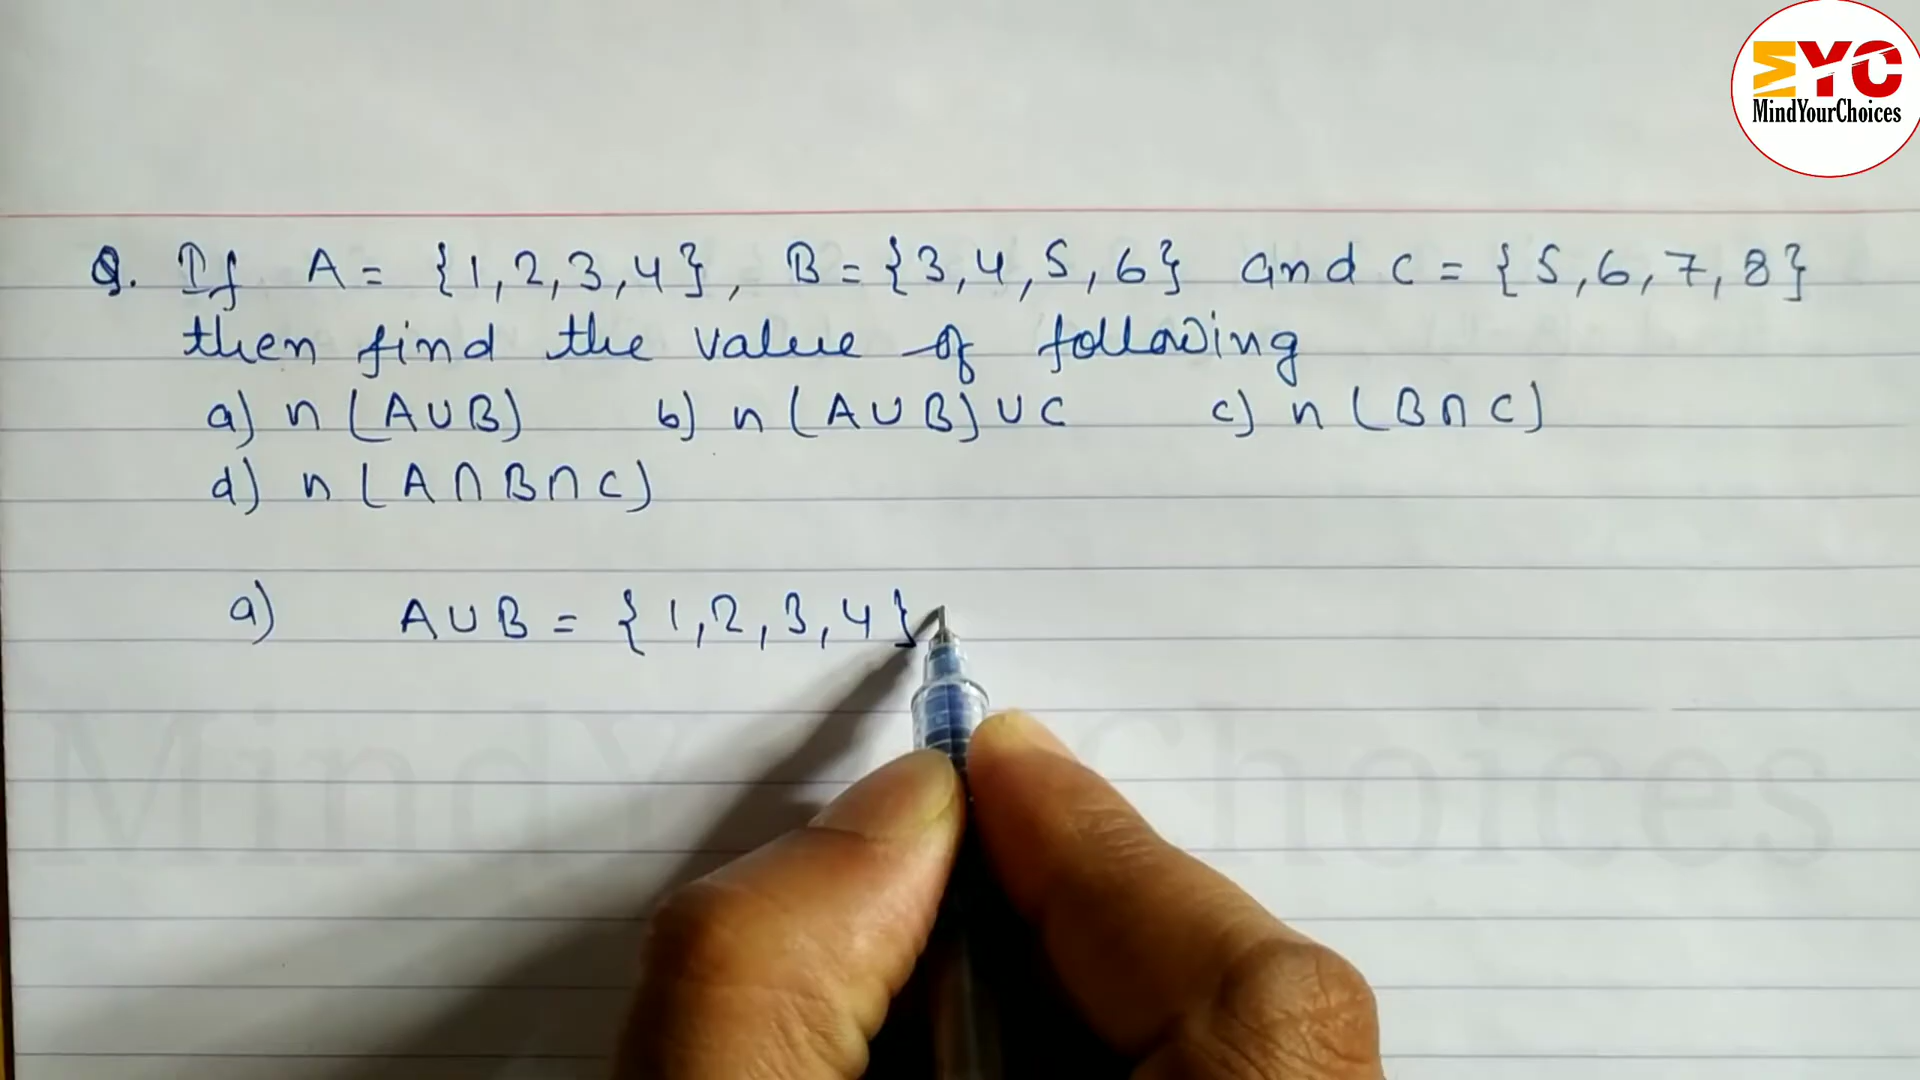 MYC
MindYourChoices
Q. If A = {1,2,3,4}, B = {3,4,5,6} and C = {5,6,7,8}
then find the value of following
a) n(A∪B) b) n(A∪B)∪C c) n(B∩C)
d) n(A∩B∩C)
a) A∪B = {1,2,3,4}
MindYourChoices